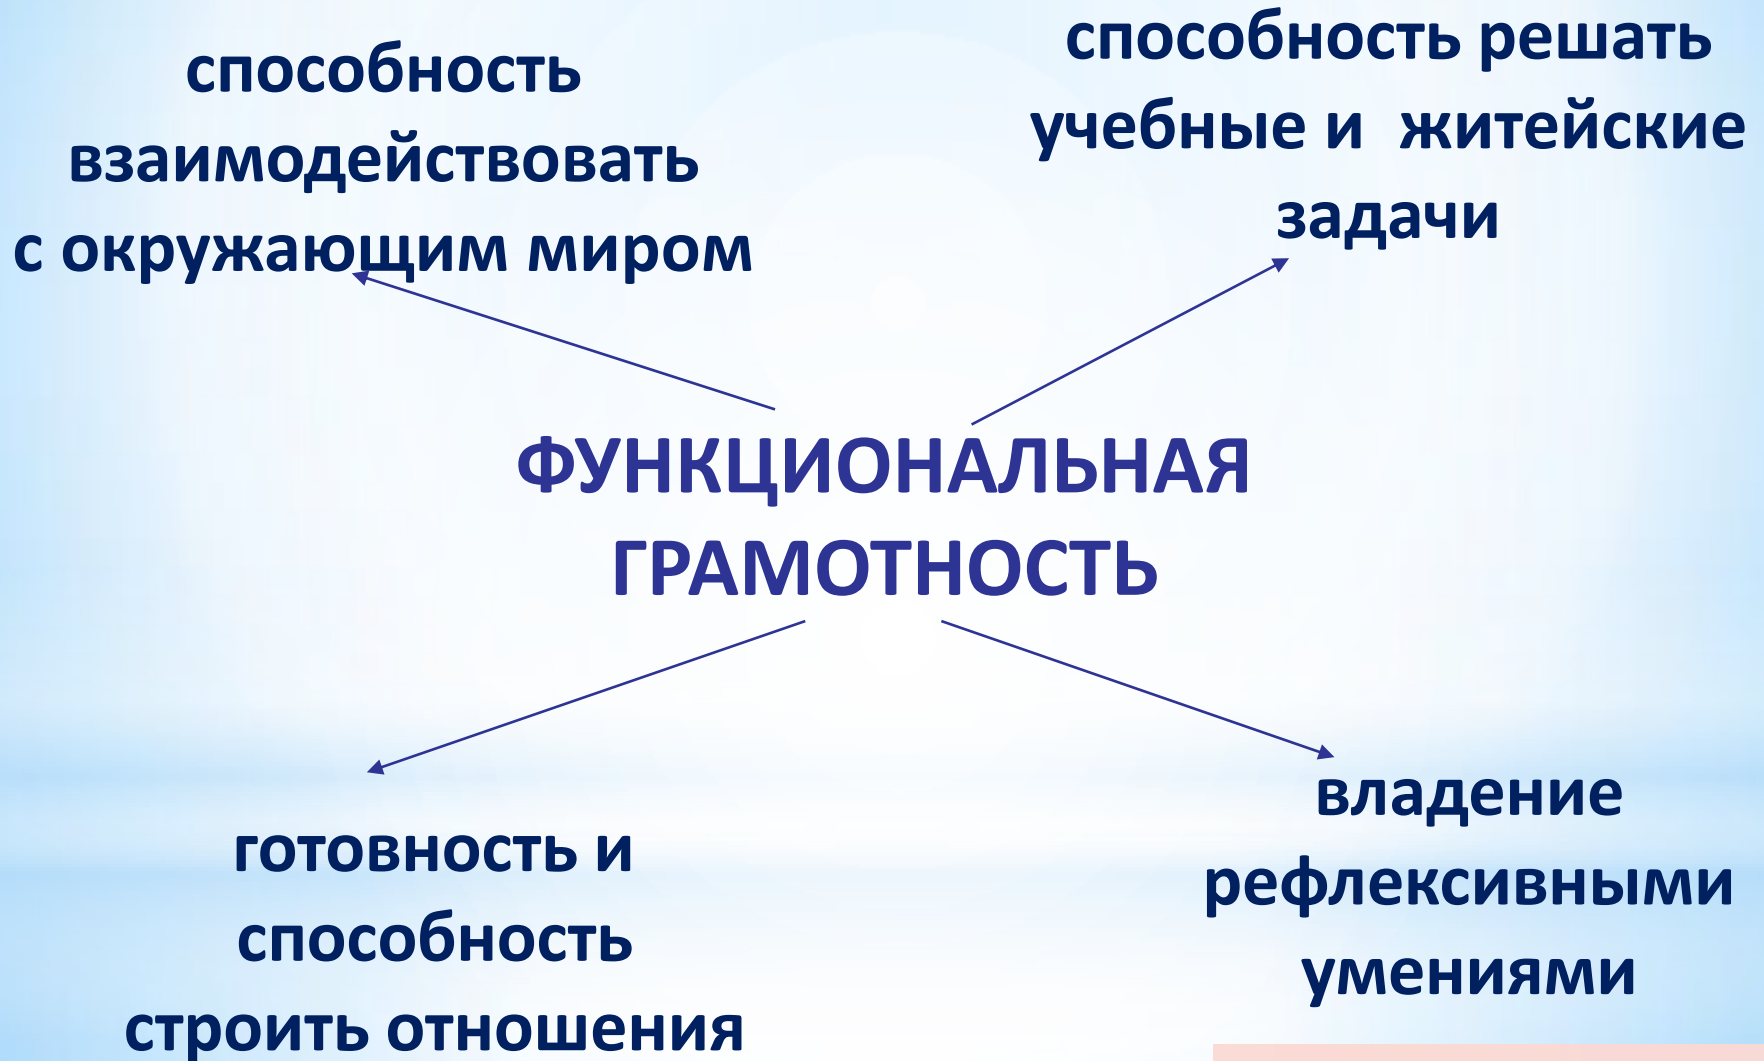 способность
взаимодействовать
с окружающим миром
способность решать
учебные и житейские
задачи
ФУНКЦИОНАЛЬНАЯ
ГРАМОТНОСТЬ
готовность и
способность
строить отношения
владение
рефлексивными
умениями